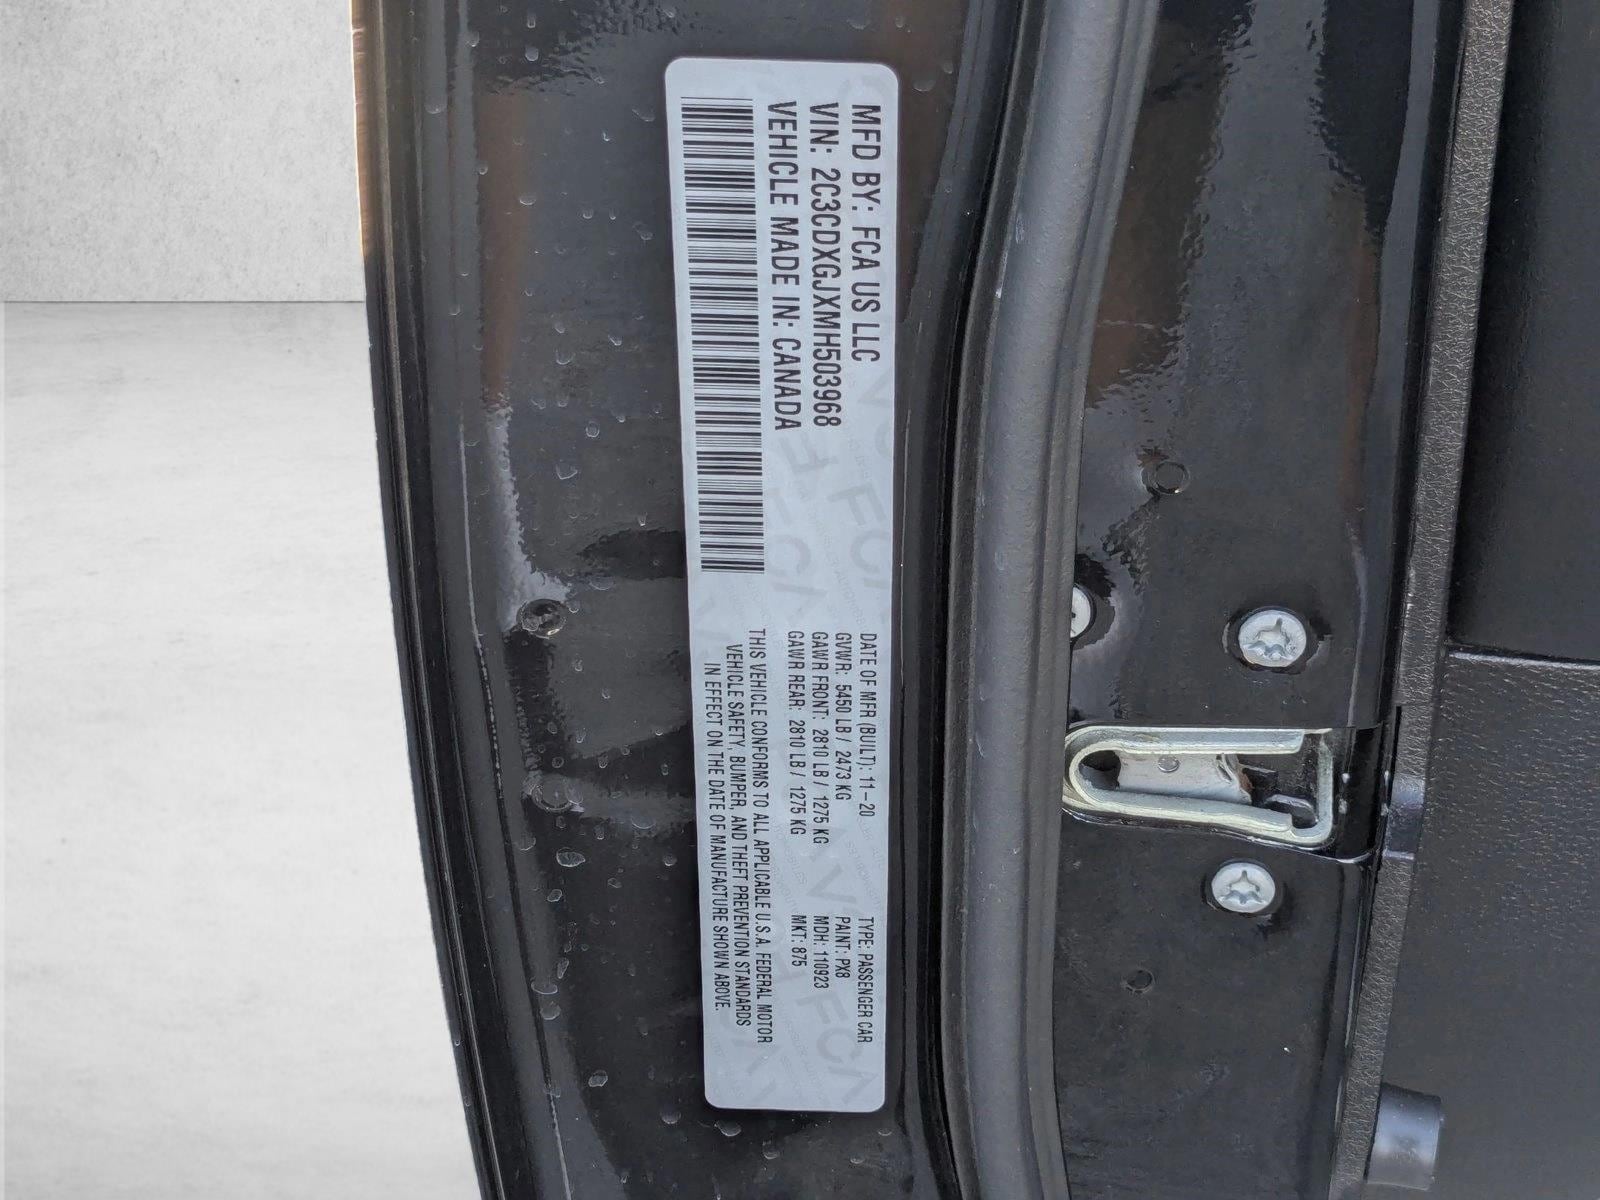 MFD BY: FCA US LLC
VIN: 2C3CDXGJXMH503968
VEHICLE MADE IN: CANADA
DATE OF MFR (BUILT): 11-20
GVWR: 5450 LB / 2473 KG
GAWR FRONT: 2810 LB / 1275 KG
GAWR REAR: 2810 LB / 1275 KG
THIS VEHICLE CONFORMS TO ALL APPLICABLE U.S.A. FEDERAL MOTOR
VEHICLE SAFETY, BUMPER, AND THEFT PREVENTION STANDARDS
IN EFFECT ON THE DATE OF MANUFACTURE SHOWN ABOVE.
TYPE: PASSENGER CAR
PAINT: PX8
MDH: 110923
MKT: 875
FCA
FCA
FCA